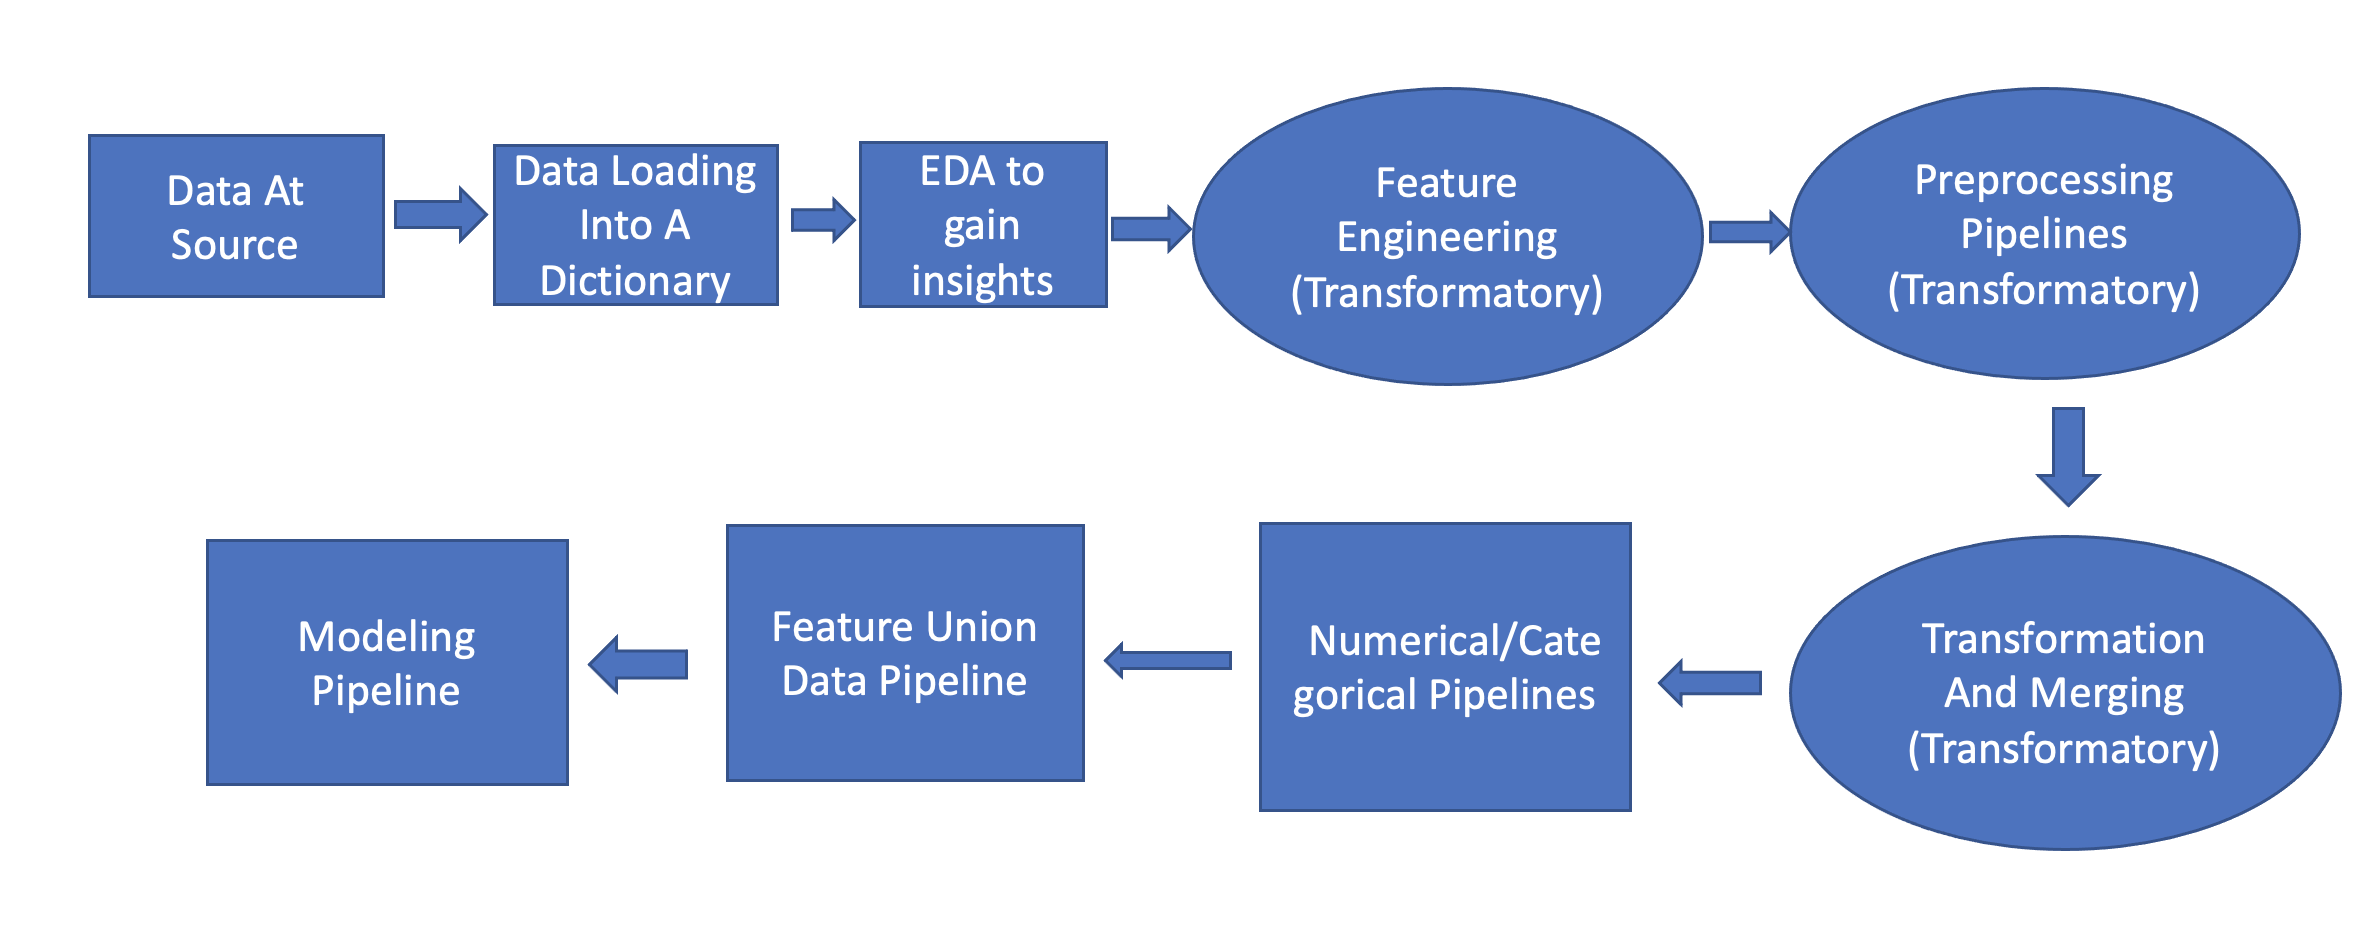 Data At
Source
Data Loading
Into A
Dictionary
EDA to
gain
insights
Feature
Engineering
(Transformatory)
Preprocessing
Pipelines
(Transformatory)
Transformation
And Merging
(Transformatory)
Numerical/Cate
gorical Pipelines
Feature Union
Data Pipeline
Modeling
Pipeline